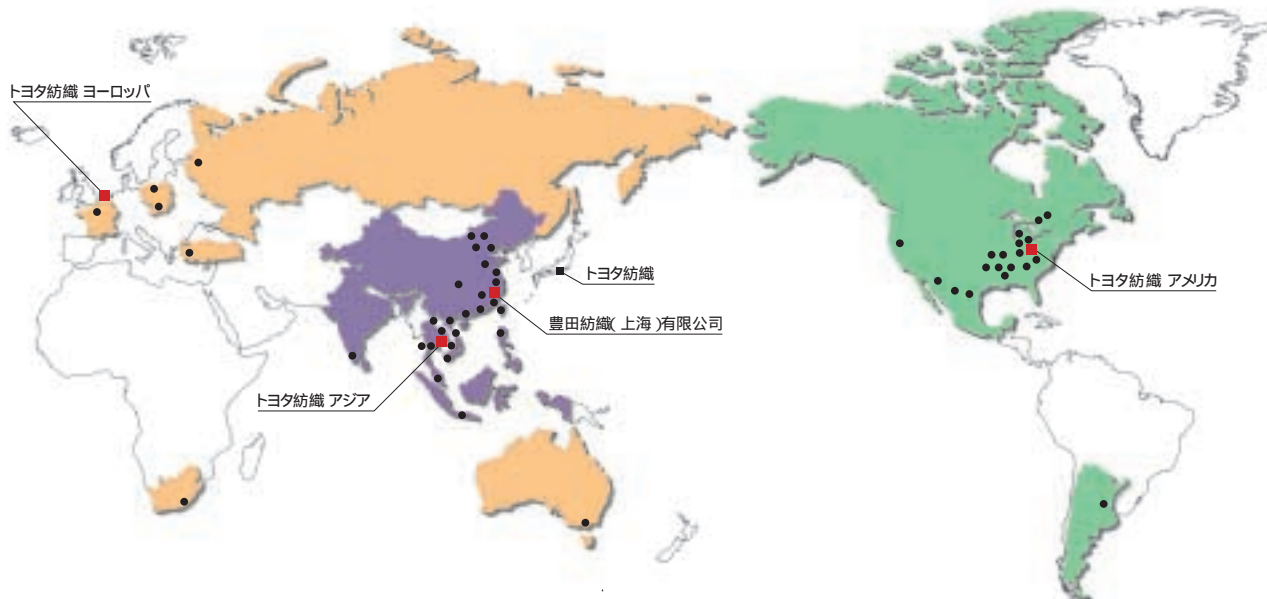 トヨタ紡織 ヨーロッパ
トヨタ紡織
トヨタ紡織 アメリカ
豊田紡織(上海)有限公司
トヨタ紡織 アジア